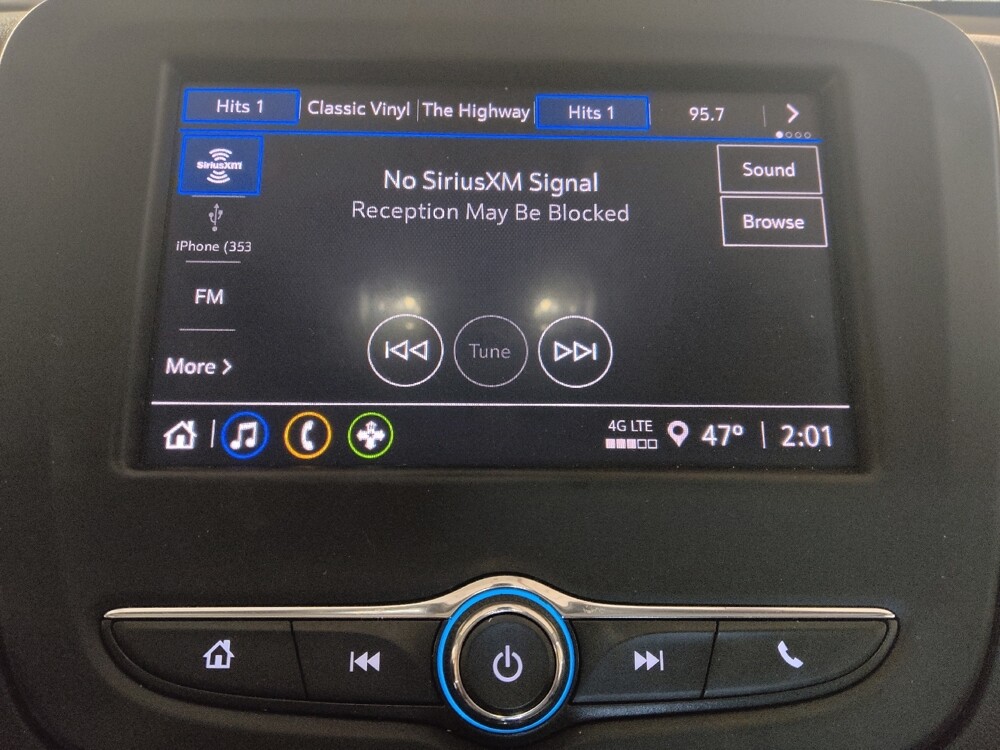 Hits 1 Classic Vinyl The Highway Hits 1 95.7
SiriusXM
No SiriusXM Signal
Reception May Be Blocked
Sound
Browse
iPhone (353
FM
Tune
More >
4G LTE
47° 2:01